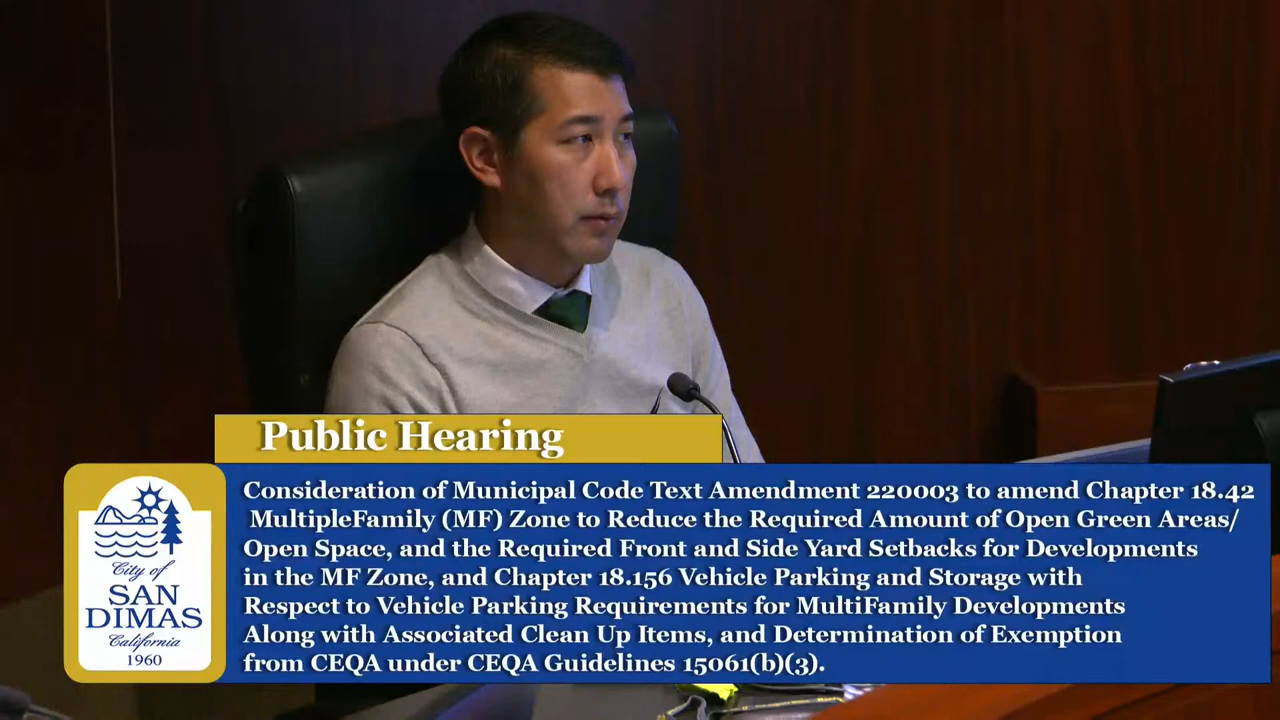 Public Hearing
Consideration of Municipal Code Text Amendment 220003 to amend Chapter 18.42
MultipleFamily (MF) Zone to Reduce the Required Amount of Open Green Areas/
Open Space, and the Required Front and Side Yard Setbacks for Developments
in the MF Zone, and Chapter 18.156 Vehicle Parking and Storage with
Respect to Vehicle Parking Requirements for MultiFamily Developments
Along with Associated Clean Up Items, and Determination of Exemption
from CEQA under CEQA Guidelines 15061(b)(3).
City of
SAN
DIMAS
California
1960